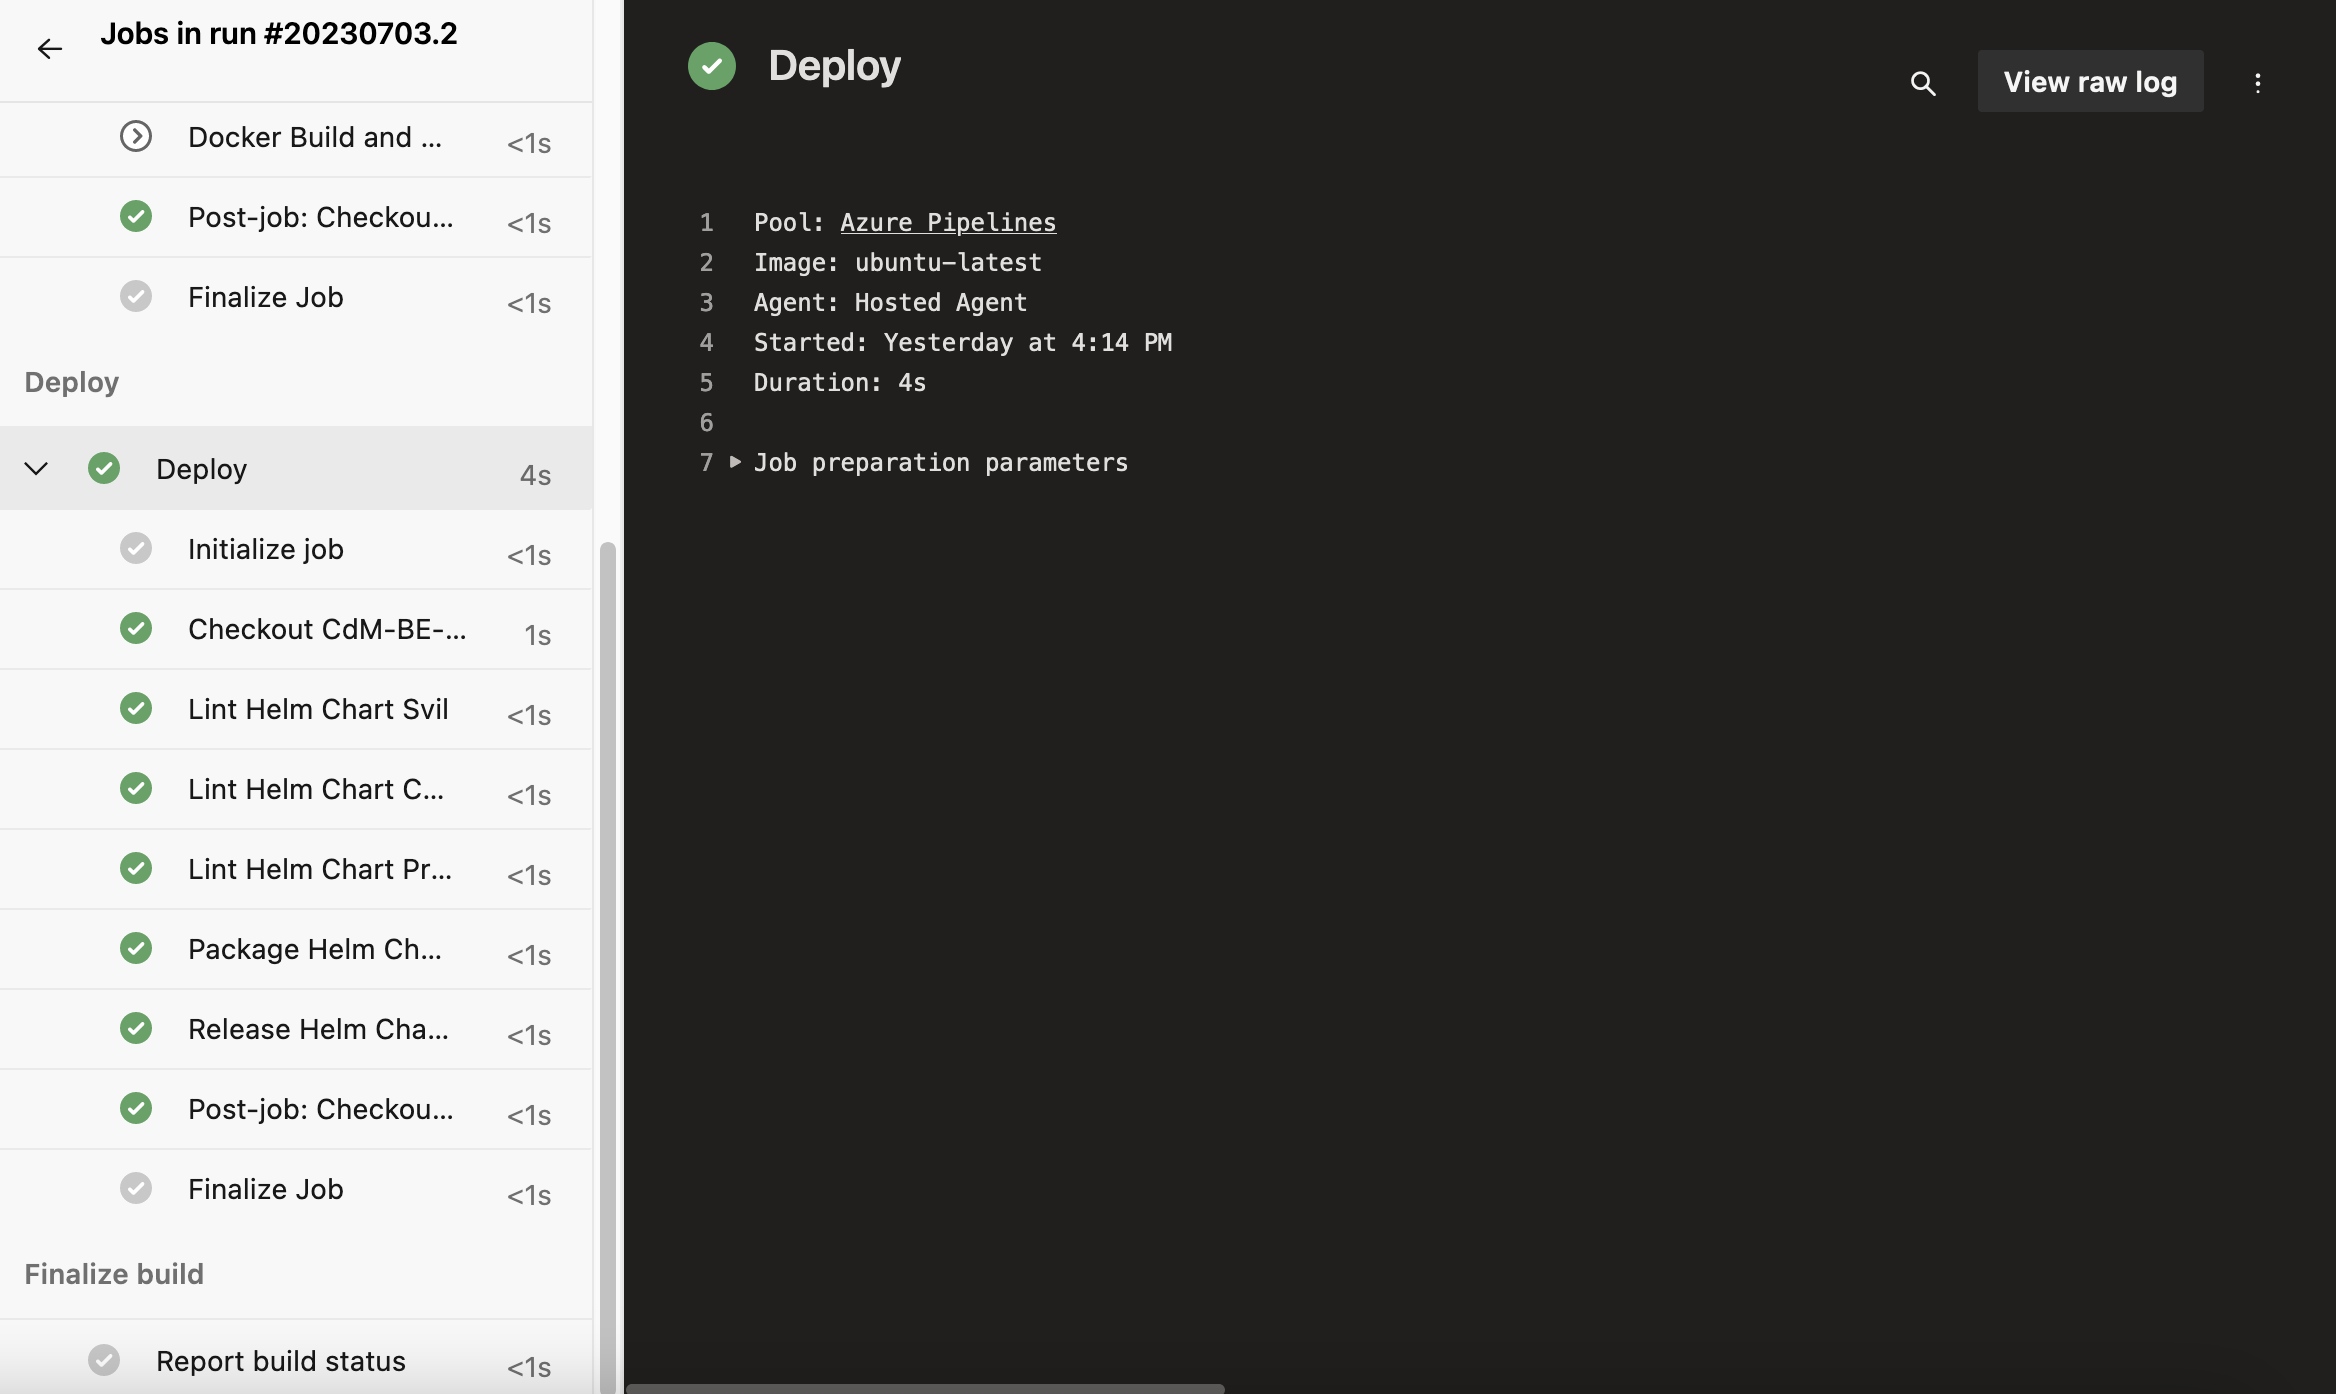 Jobs in run #20230703.2
Docker Build and ... <1s
Post-job: Checkou... <1s
Finalize Job <1s
Deploy
Deploy 4s
Initialize job <1s
Checkout CdM-BE-... 1s
Lint Helm Chart Svil <1s
Lint Helm Chart C... <1s
Lint Helm Chart Pr... <1s
Package Helm Ch... <1s
Release Helm Cha... <1s
Post-job: Checkou... <1s
Finalize Job <1s
Finalize build
Report build status <1s
Deploy
View raw log
1 Pool: Azure Pipelines
2 Image: ubuntu-latest
3 Agent: Hosted Agent
4 Started: Yesterday at 4:14 PM
5 Duration: 4s
6
7 Job preparation parameters